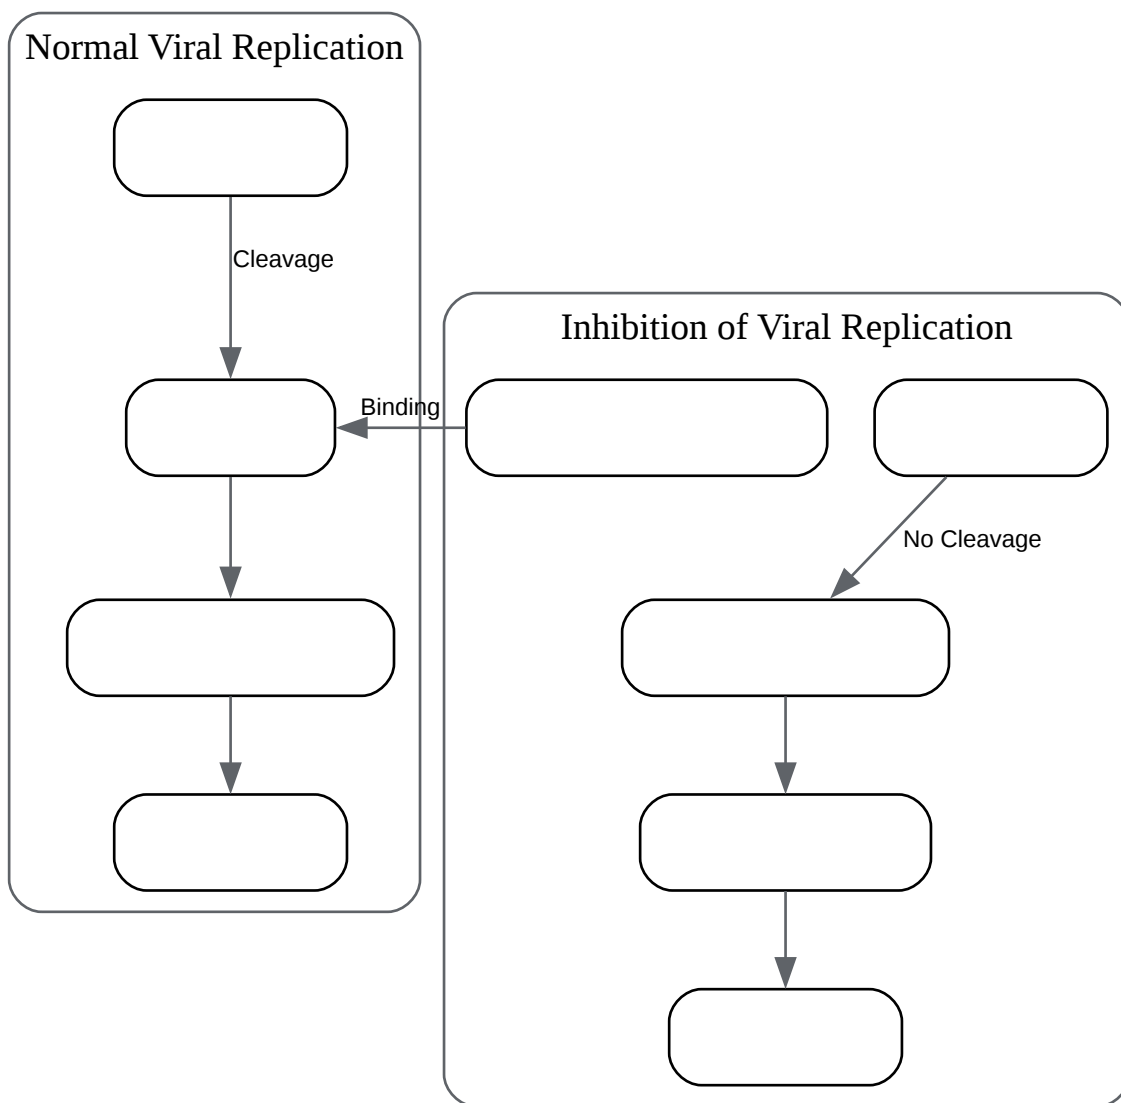 Normal Viral Replication
Cleavage
Inhibition of Viral Replication
Binding
No Cleavage